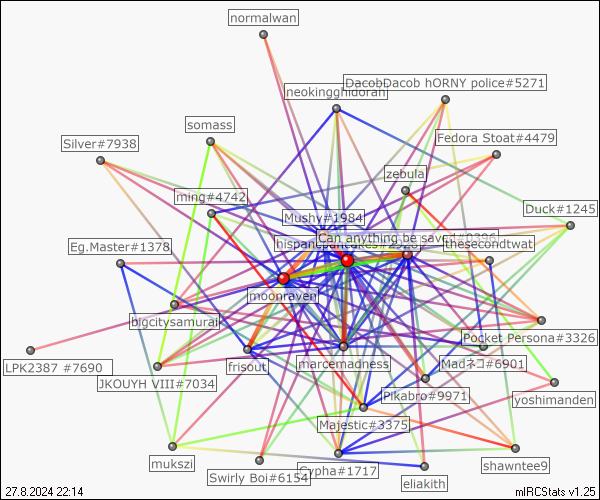 normalwan
DacobDacob hORNY police#5271
neokingghidoran
somass
Fedora Stoat#4479
Silver#7938
zebula
ming#4742
Duck#1245
Mushy#1984
Can anything be saved#0396
Eg.Master#1378
thesecondtwat
moonraven
bigcitysamurai
Pocket Persona#3326
LPK2387 #7690
frisout
marcemadness
Madネコ#6901
JKOUYH VIII#7034
Pikabro#9971
yoshimanden
Majestic#3375
mukszi
Swirly Boi#6154
Cypha#1717
shawntee9
eliakith
27.8.2024 22:14
mIRCStats v1.25